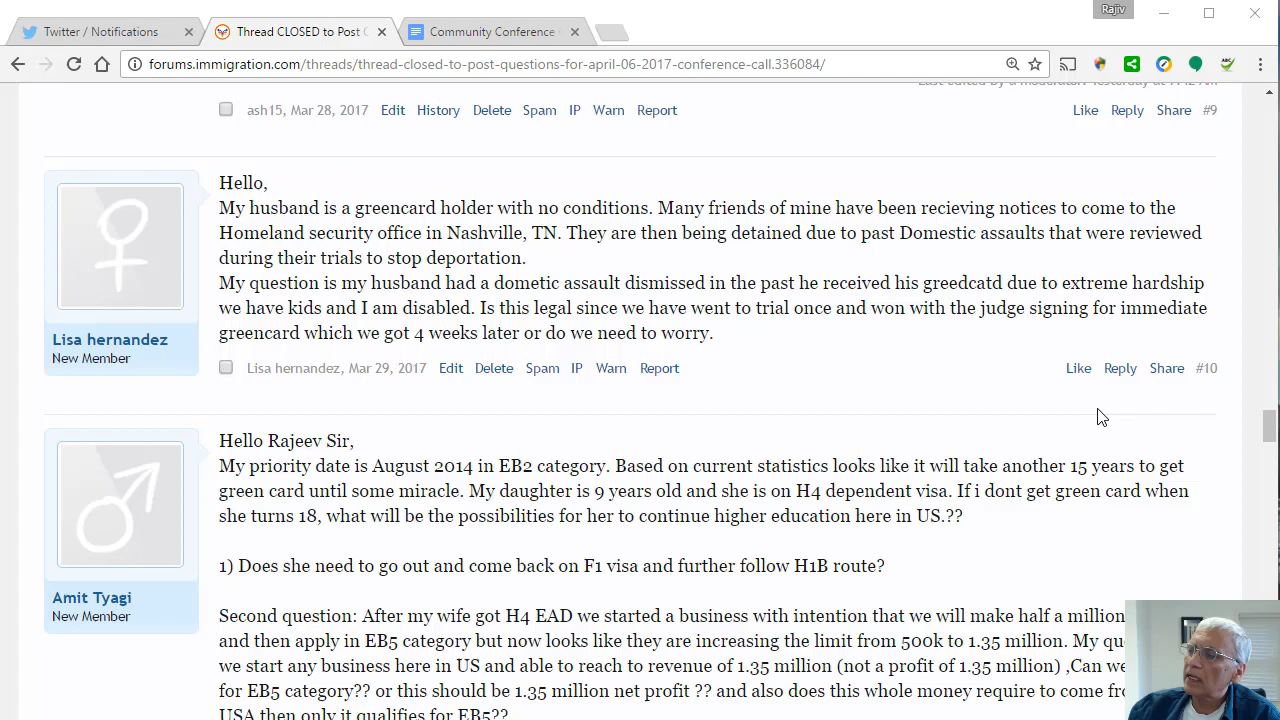 Rajiv
Twitter / Notifications
Thread CLOSED to Post
Community Conference
forums.immigration.com/threads/thread-closed-to-post-questions-for-april-06-2017-conference-call.336084/
ash15, Mar 28, 2017 Edit History Delete Spam IP Warn Report Like Reply Share #9
Hello,
My husband is a greencard holder with no conditions. Many friends of mine have been recieving notices to come to the
Homeland security office in Nashville, TN. They are then being detained due to past Domestic assaults that were reviewed
during their trials to stop deportation.
My question is my husband had a dometic assault dismissed in the past he received his greedcatd due to extreme hardship
we have kids and I am disabled. Is this legal since we have went to trial once and won with the judge signing for immediate
greencard which we got 4 weeks later or do we need to worry.
Lisa hernandez
New Member
Lisa hernandez, Mar 29, 2017 Edit Delete Spam IP Warn Report Like Reply Share #10
Hello Rajeev Sir,
My priority date is August 2014 in EB2 category. Based on current statistics looks like it will take another 15 years to get
green card until some miracle. My daughter is 9 years old and she is on H4 dependent visa. If i dont get green card when
she turns 18, what will be the possibilities for her to continue higher education here in US.??
1) Does she need to go out and come back on F1 visa and further follow H1B route?
Amit Tyagi
New Member
Second question: After my wife got H4 EAD we started a business with intention that we will make half a million
and then apply in EB5 category but now looks like they are increasing the limit from 500k to 1.35 million. My
we start any business here in US and able to reach to revenue of 1.35 million (not a profit of 1.35 million) ,Can
for EB5 category?? or this should be 1.35 million net profit ?? and also does this whole money require to come
USA then only it qualifies for EB5??